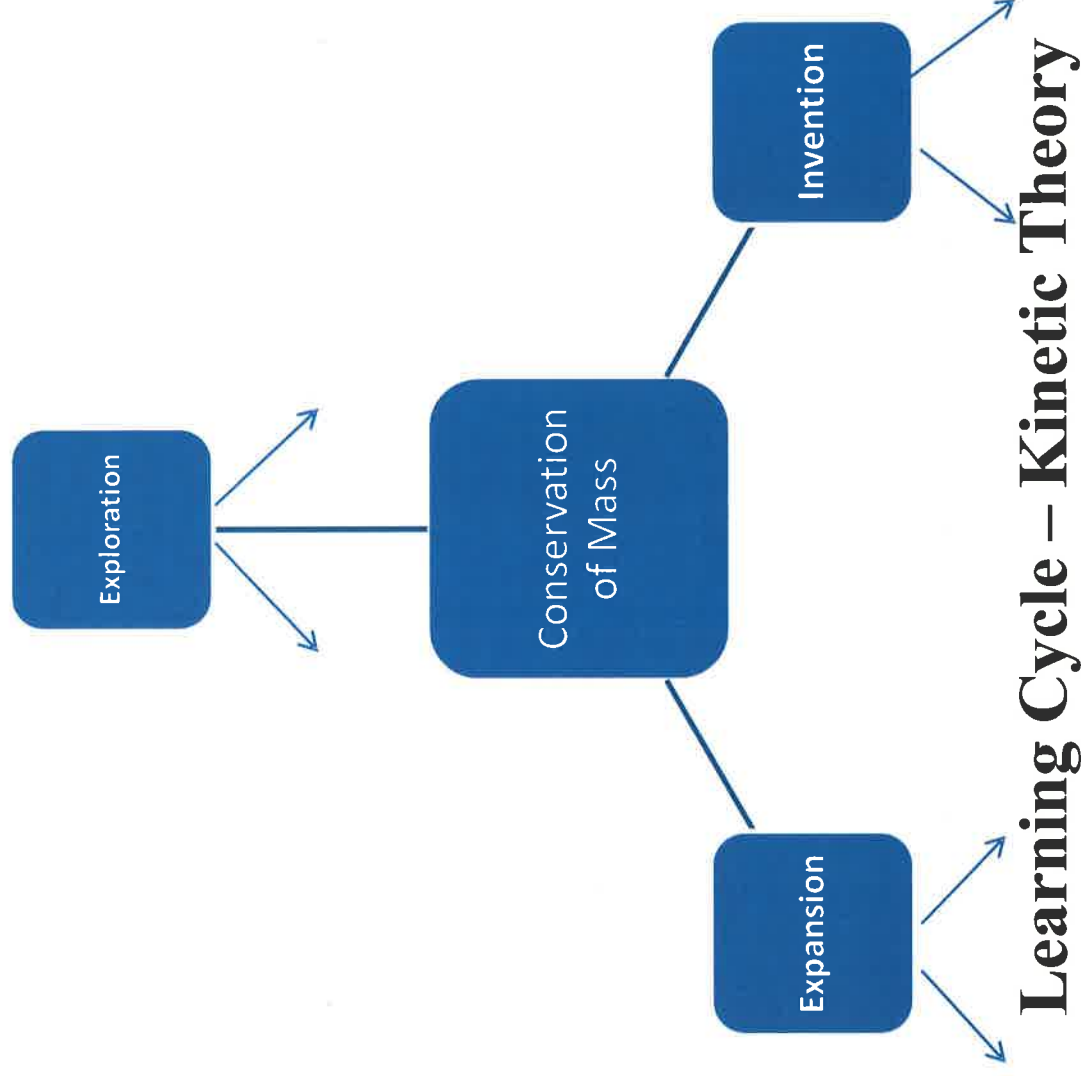 Exploration
Conservation
of Mass
Expansion
Invention
Learning Cycle – Kinetic Theory